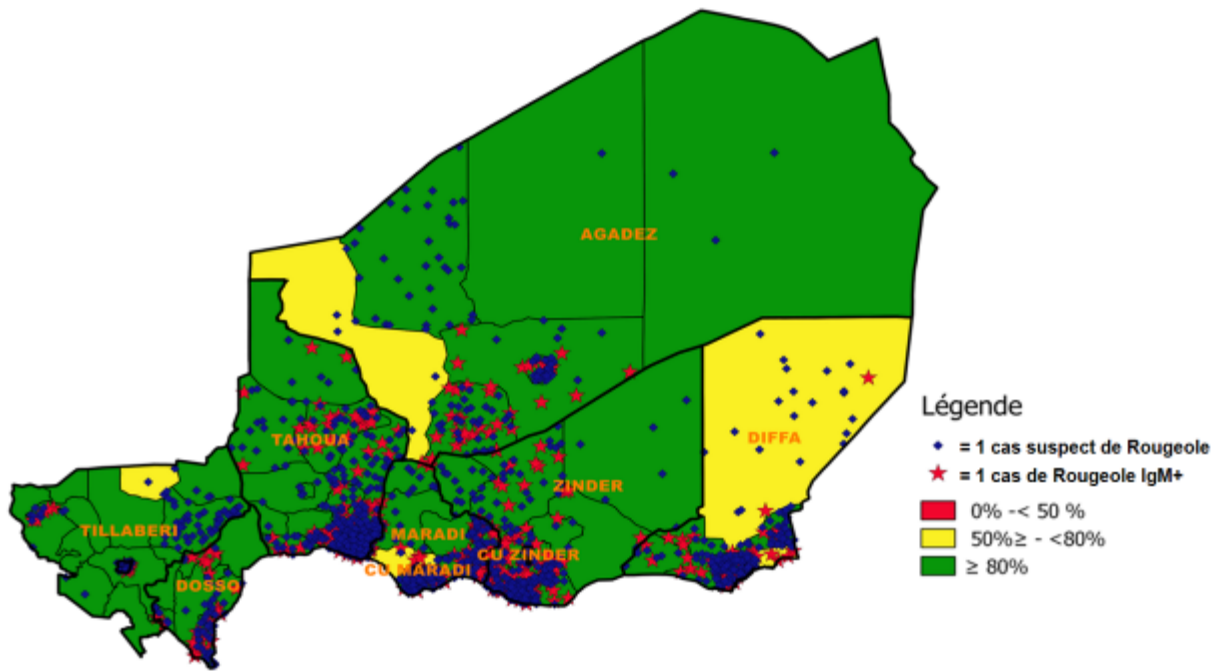 AGADEZ
TAHOUA
DIFFA
ZINDER
TILLABERI
MARADI
CU ZINDER
CU MARADI
DOSSO
Légende
= 1 cas suspect de Rougeole
= 1 cas de Rougeole IgM+
0% -< 50 %
50%≥ - <80%
≥ 80%